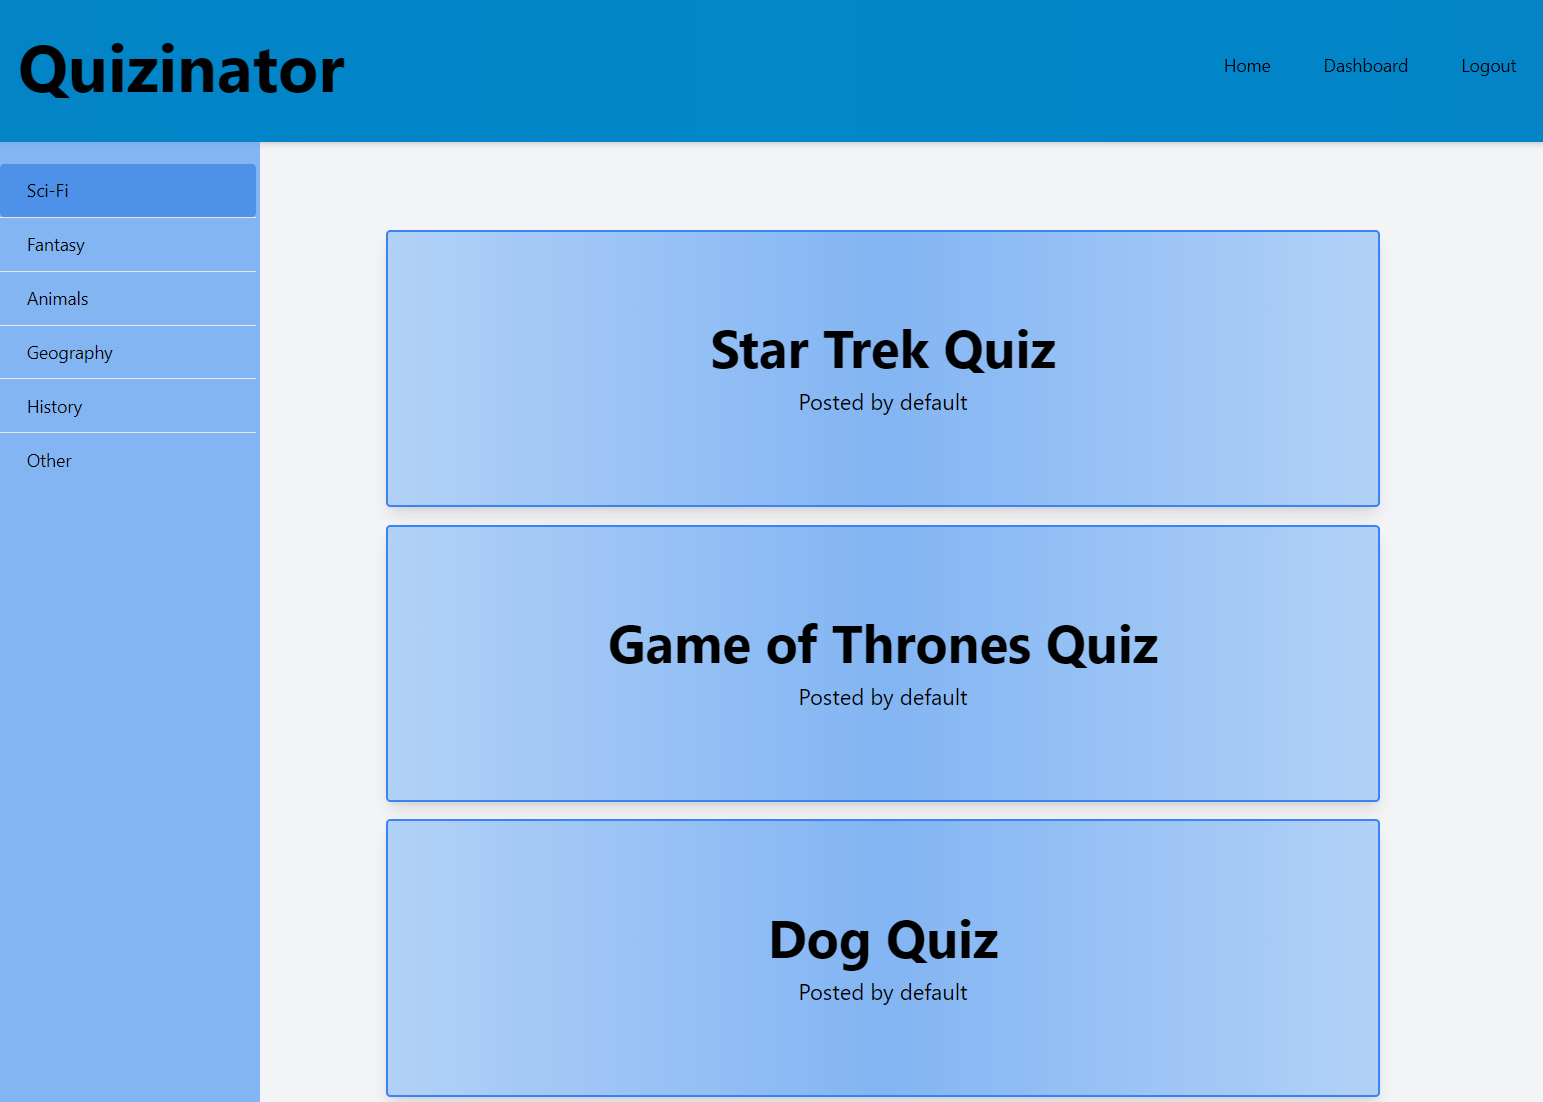 Quizinator
Home Dashboard Logout
Sci-Fi
Fantasy
Animals
Geography
History
Other
Star Trek Quiz
Posted by default
Game of Thrones Quiz
Posted by default
Dog Quiz
Posted by default